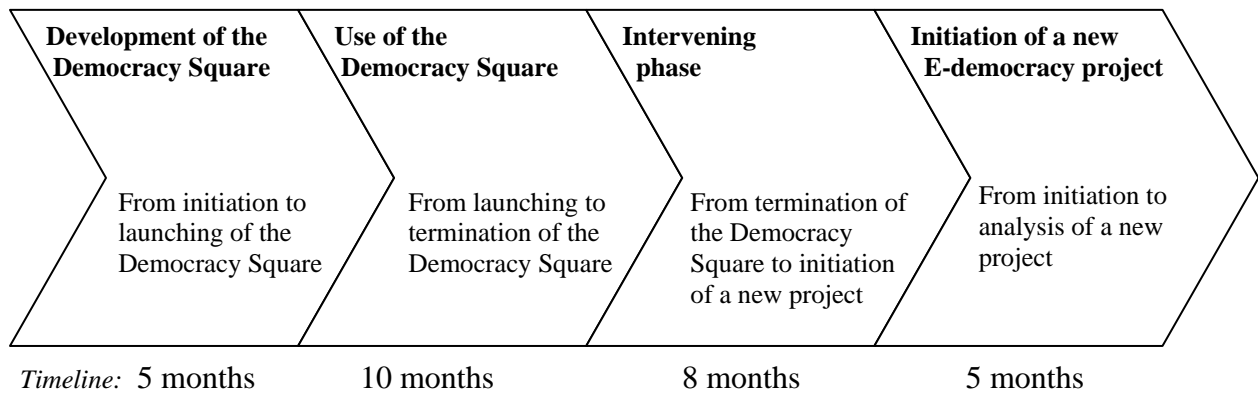 Development of the
Democracy Square
From initiation to
launching of the
Democracy Square
Use of the
Democracy Square
From launching to
termination of the
Democracy Square
Intervening
phase
From termination of
the Democracy
Square to initiation
of a new project
Initiation of a new
E-democracy project
From initiation to
analysis of a new
project
Timeline: 5 months 10 months 8 months 5 months